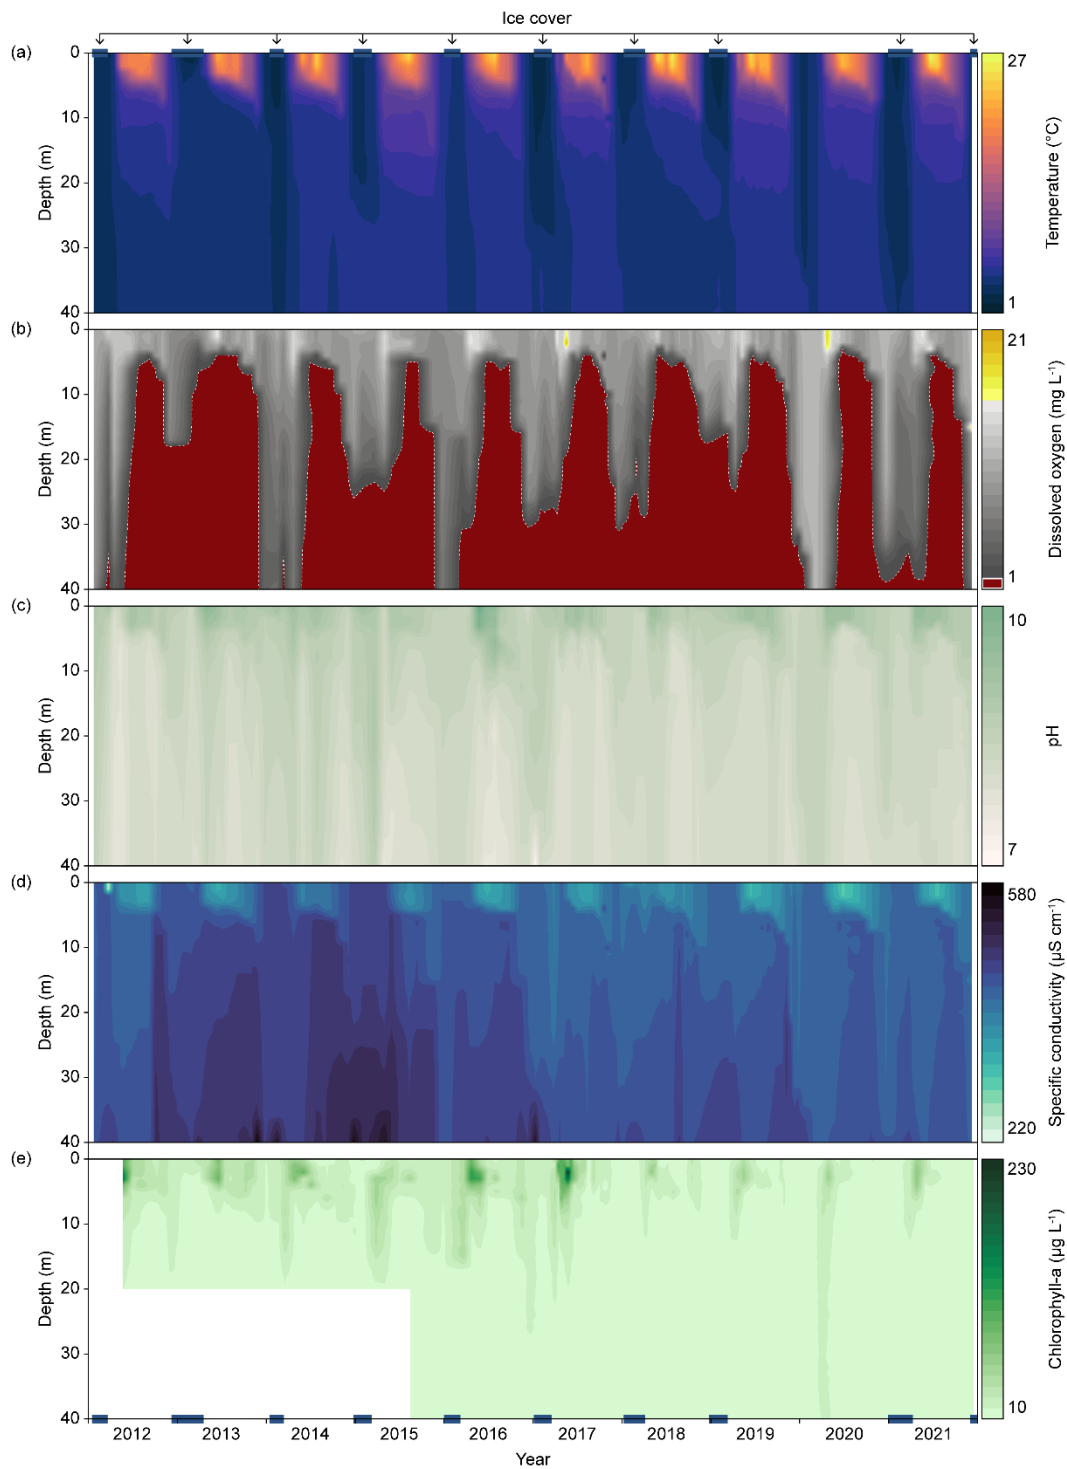 Ice cover
(a)
0
10
20
30
40
Depth (m)
27
1
Temperature (°C)
(b)
0
10
20
30
40
Depth (m)
21
1
Dissolved oxygen (mg L⁻¹)
(c)
0
10
20
30
40
Depth (m)
10
7
pH
(d)
0
10
20
30
40
Depth (m)
580
220
Specific conductivity (µS cm⁻¹)
(e)
0
10
20
30
40
Depth (m)
230
10
Chlorophyll-a (µg L⁻¹)
2012 2013 2014 2015 2016 2017 2018 2019 2020 2021
Year